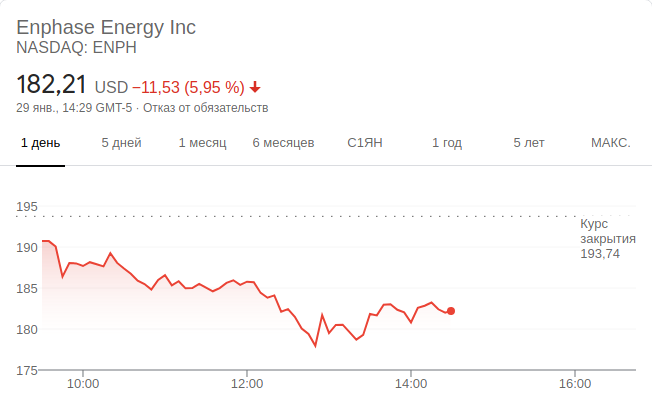 Enphase Energy Inc
NASDAQ: ENPH
182,21 USD −11,53 (5,95 %)
29 янв., 14:29 GMT-5 · Отказ от обязательств
1 день 5 дней 1 месяц 6 месяцев С1ЯН 1 год 5 лет МАКС.
195
Курс
закрытия
193,74
190
185
180
175
10:00 12:00 14:00 16:00